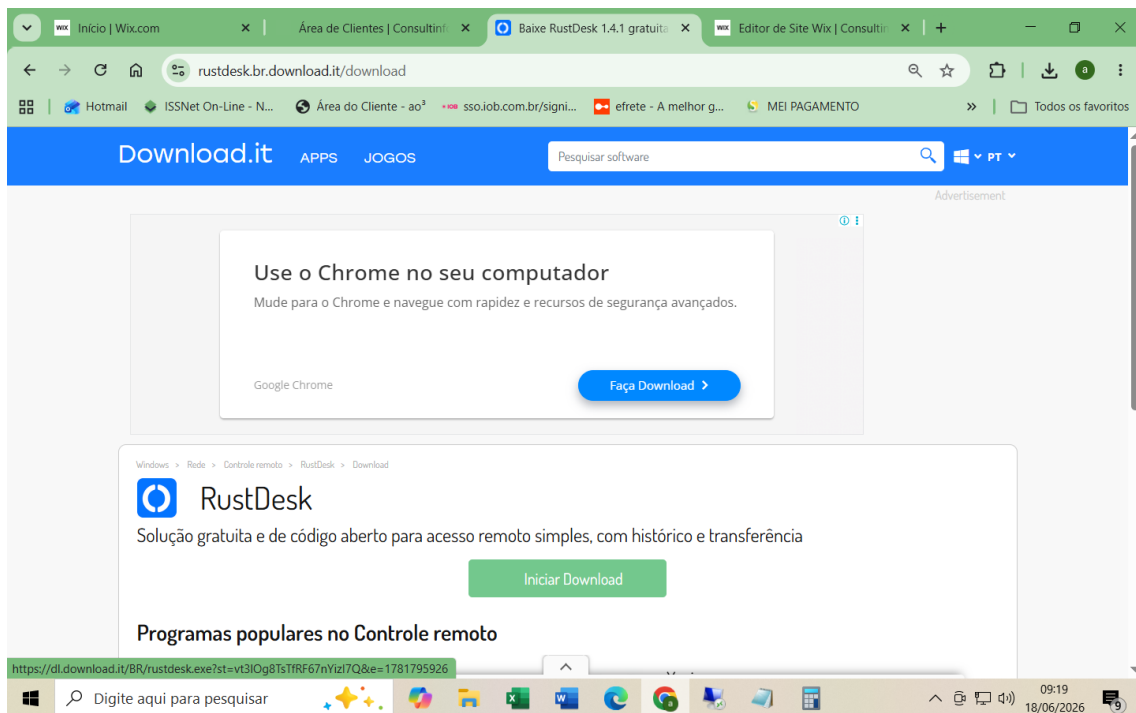 Início | Wix.com
Área de Clientes | Consultinf
Baixe RustDesk 1.4.1 gratuita
Editor de Site Wix | Consultin
rustdesk.br.download.it/download
Hotmail
ISSNet On-Line - N...
Área do Cliente - ao³
sso.iob.com.br/signi...
efrete - A melhor g...
MEI PAGAMENTO
Todos os favoritos
Download.it
APPS
JOGOS
Pesquisar software
PT
Advertisement
Use o Chrome no seu computador
Mude para o Chrome e navegue com rapidez e recursos de segurança avançados.
Google Chrome
Faça Download
Windows > Rede > Controle remoto > RustDesk > Download
RustDesk
Solução gratuita e de código aberto para acesso remoto simples, com histórico e transferência
Iniciar Download
Programas populares no Controle remoto
https://dl.download.it/BR/rustdesk.exe?st=vt3lOg8TsTfRF67nYizI7Q&e=1781795926
Digite aqui para pesquisar
09:19
18/06/2026
9